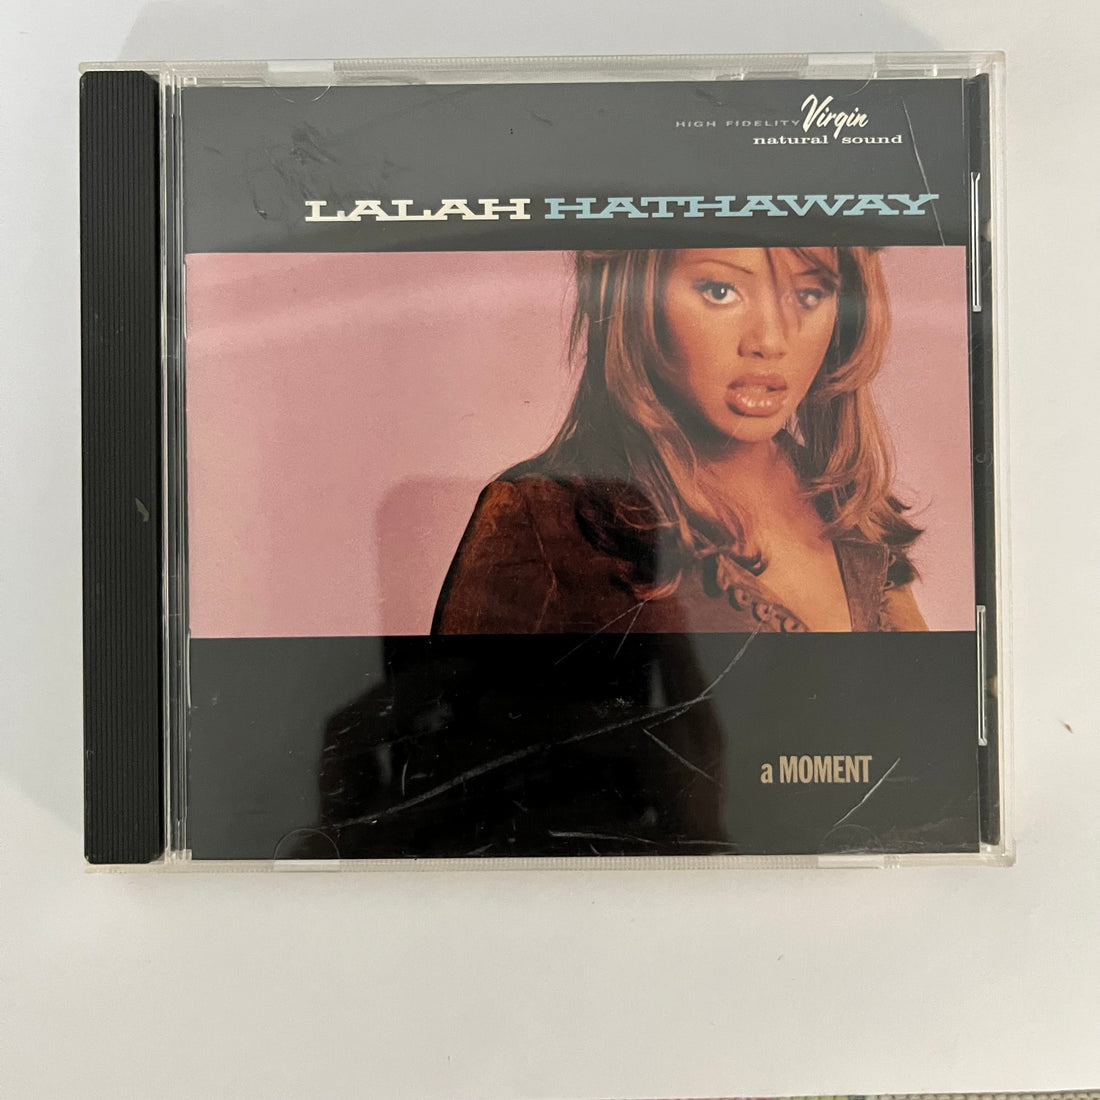 HIGH FIDELITY Virgin
natural sound
LALAH HATHAWAY
a MOMENT